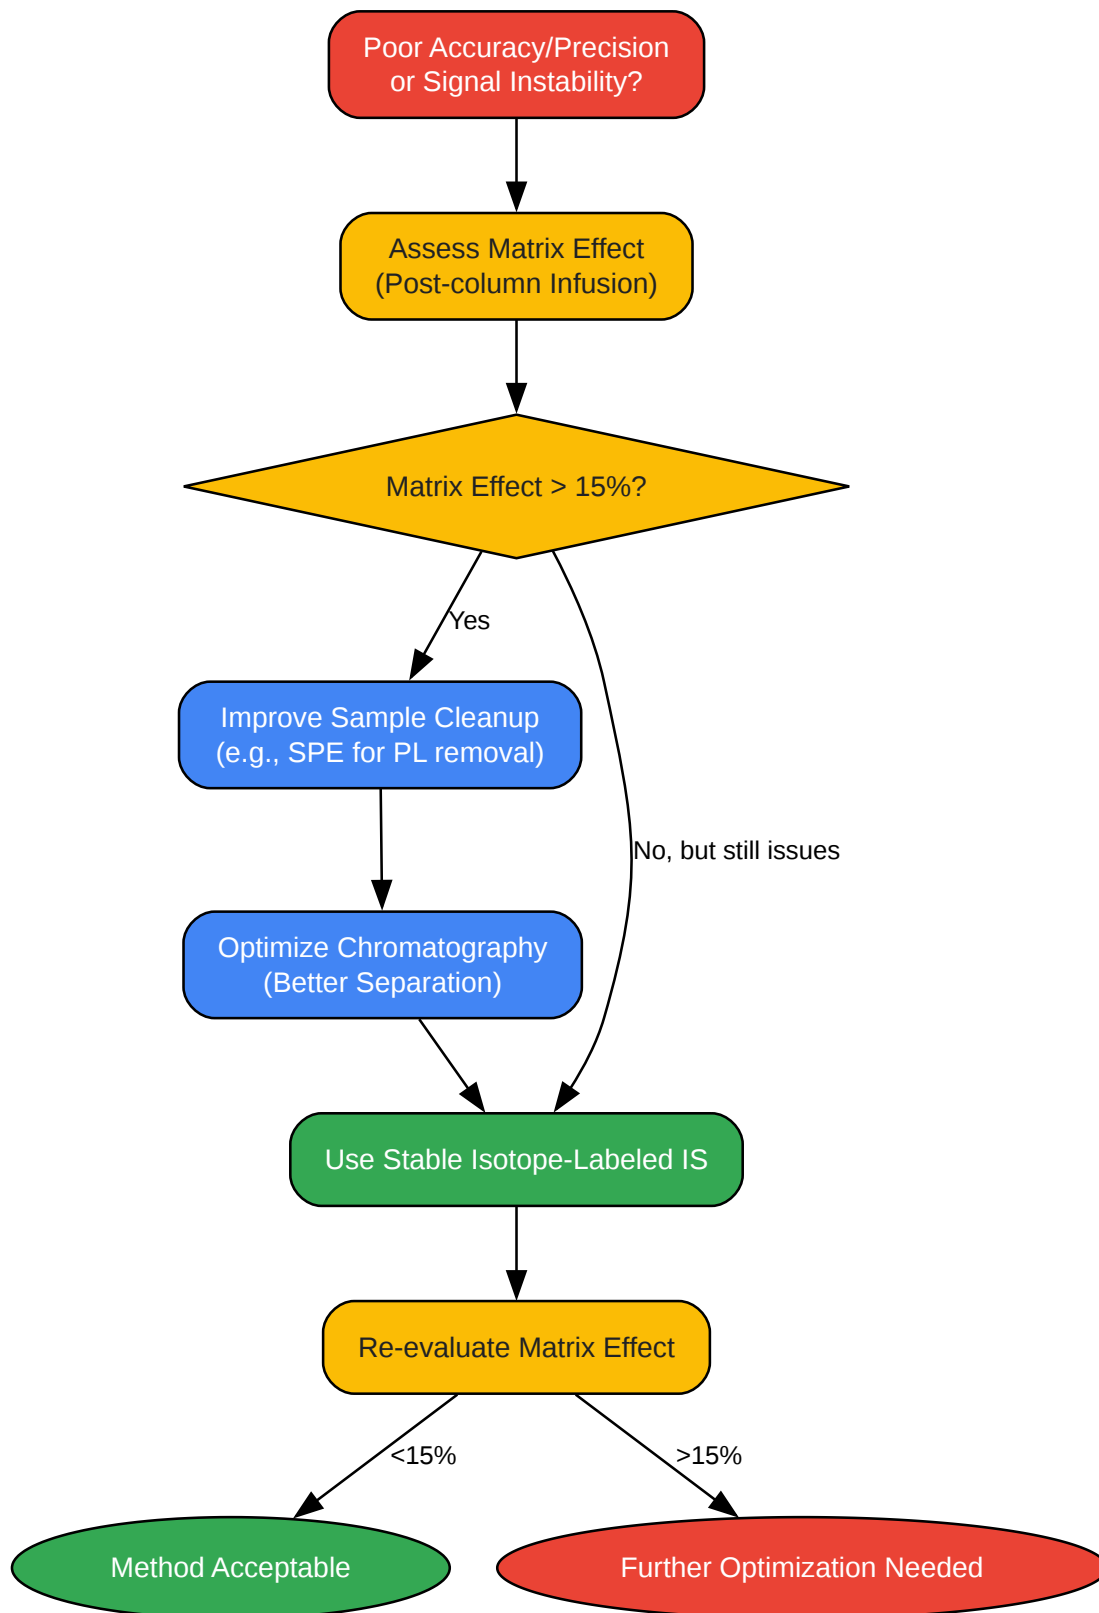 Poor Accuracy/Precision
or Signal Instability?
Assess Matrix Effect
(Post-column Infusion)
Matrix Effect > 15%?
Yes
Improve Sample Cleanup
(e.g., SPE for PL removal)
No, but still issues
Optimize Chromatography
(Better Separation)
Use Stable Isotope-Labeled IS
Re-evaluate Matrix Effect
<15%
>15%
Method Acceptable
Further Optimization Needed